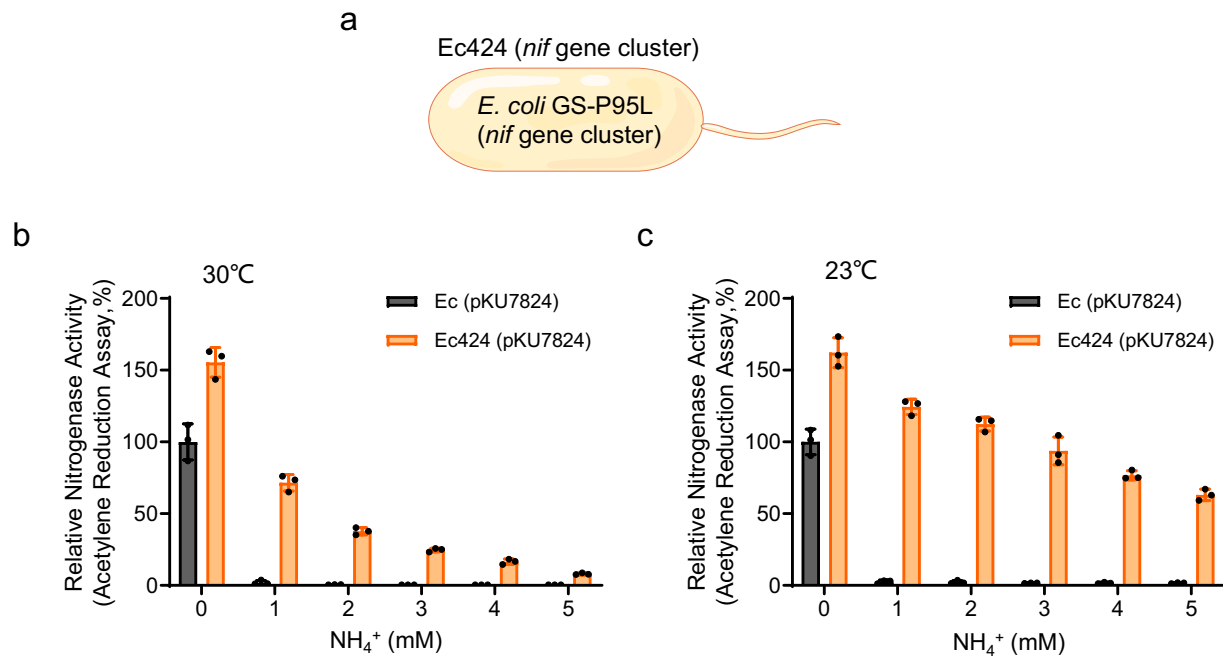 a
Ec424 (nif gene cluster)
E. coli GS-P95L
(nif gene cluster)
b
30℃
Ec (pKU7824)
Ec424 (pKU7824)
Relative Nitrogenase Activity
(Acetylene Reduction Assay,%)
200
150
100
50
0
0 1 2 3 4 5
NH₄⁺ (mM)
c
23℃
Ec (pKU7824)
Ec424 (pKU7824)
Relative Nitrogenase Activity
(Acetylene Reduction Assay,%)
200
150
100
50
0
0 1 2 3 4 5
NH₄⁺ (mM)